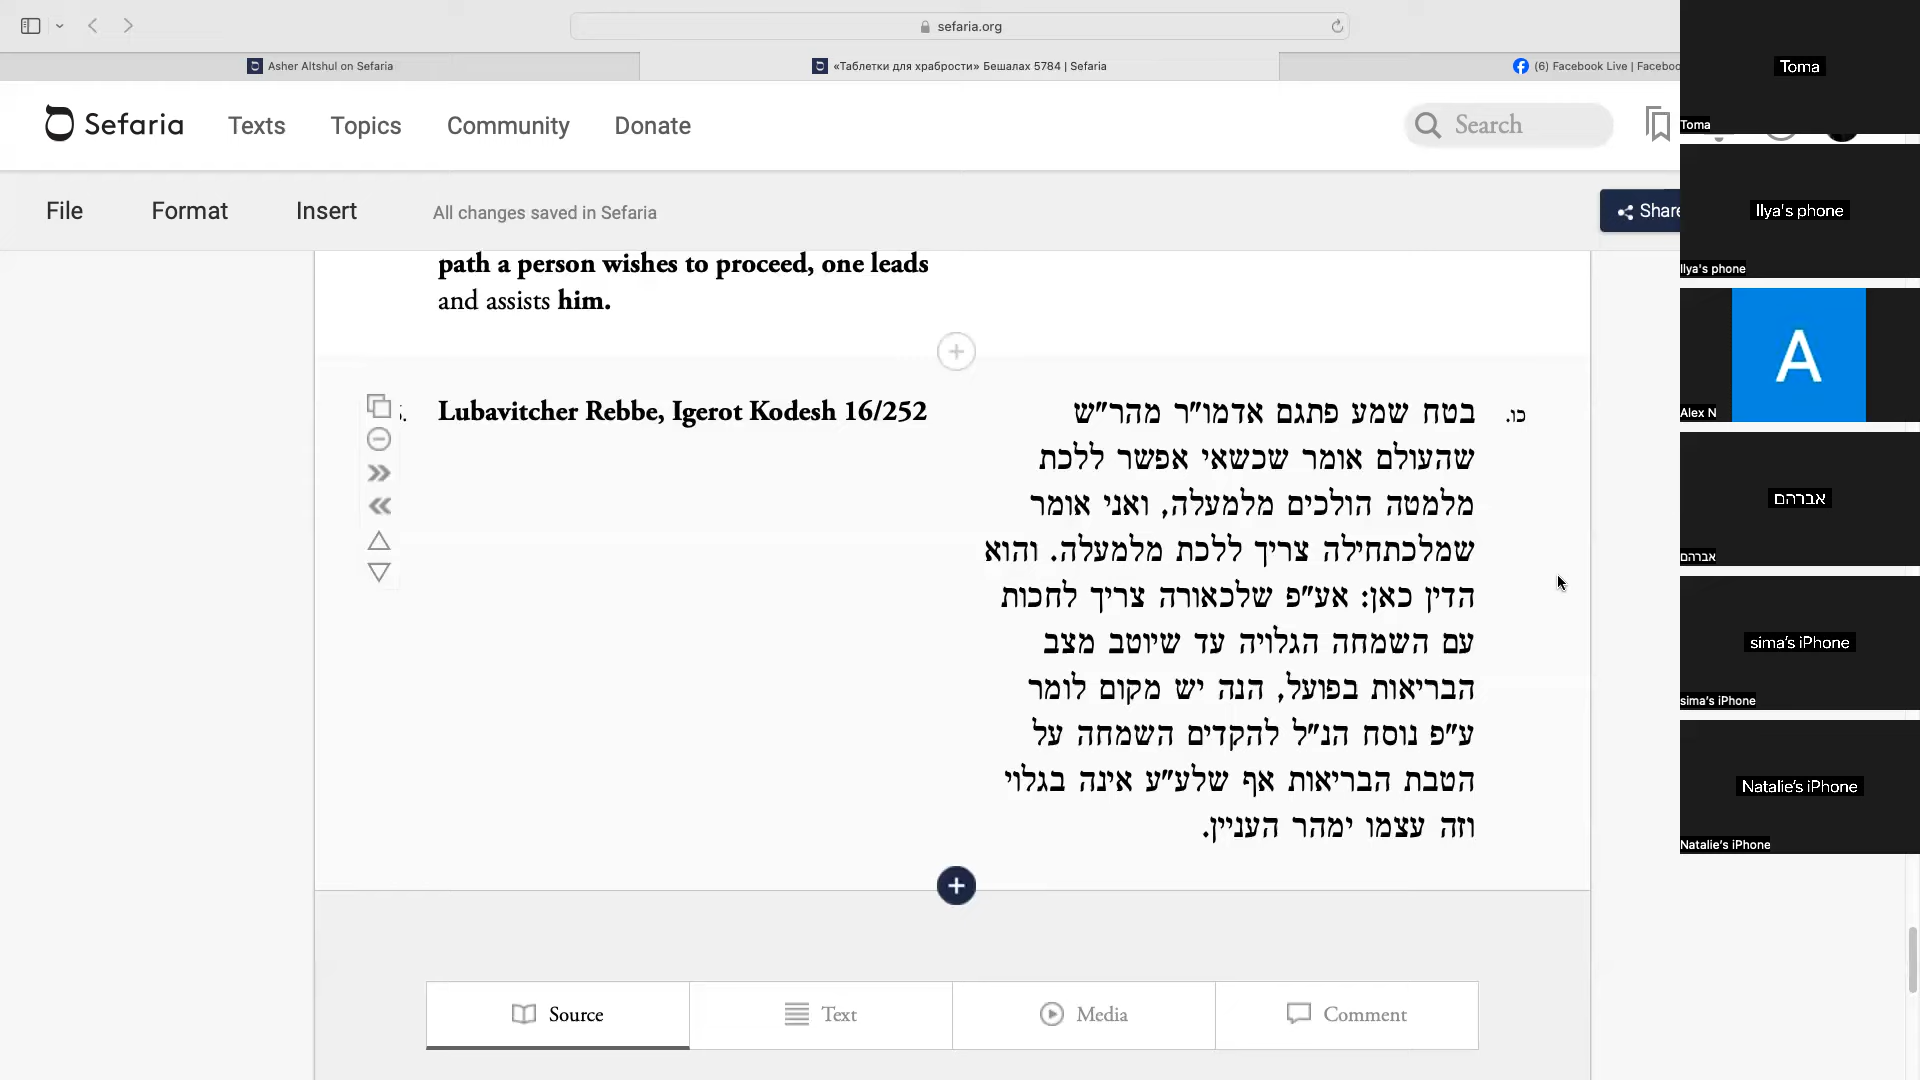 sefaria.org
Asher Altshul on Sefaria
«Таблетки для храбрости» Бешалах 5784 | Sefaria
(6) Facebook Live | Faceboo
Sefaria
Texts
Topics
Community
Donate
Search
File
Format
Insert
All changes saved in Sefaria
Share
path a person wishes to proceed, one leads
and assists him.
Lubavitcher Rebbe, Igerot Kodesh 16/252
כו.
בטח שמע פתגם אדמו"ר מהר"ש
שהעולם אומר שכשאי אפשר ללכת
מלמטה הולכים מלמעלה, ואני אומר
שמלכתחילה צריך ללכת מלמעלה. והוא
הדין כאן: אע"פ שלכאורה צריך לחכות
עם השמחה הגלויה עד שיוטב מצב
הבריאות בפועל, הנה יש מקום לומר
ע"פ נוסח הנ"ל להקדים השמחה על
הטבת הבריאות אף שלע"ע אינה בגלוי
וזה עצמו ימהר העניין.
Source
Text
Media
Comment
Toma
Toma
Ilya's phone
Ilya's phone
A
Alex N
אברהם
אברהם
sima's iPhone
sima's iPhone
Natalie's iPhone
Natalie's iPhone